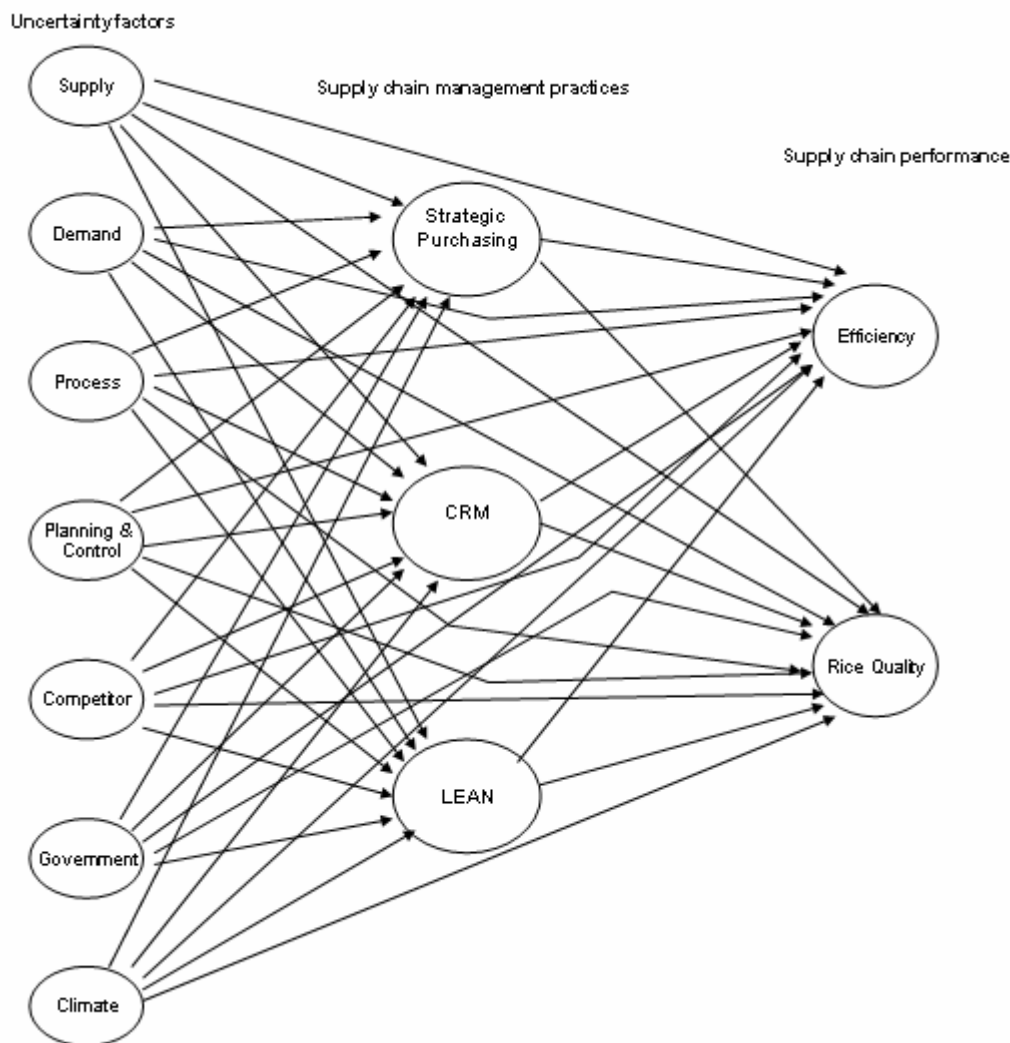 Uncertainty factors
Supply
Supply chain management practices
Supply chain performance
Demand
Strategic
Purchasing
Efficiency
Process
Planning &
Control
CRM
Competitor
Rice Quality
LEAN
Government
Climate